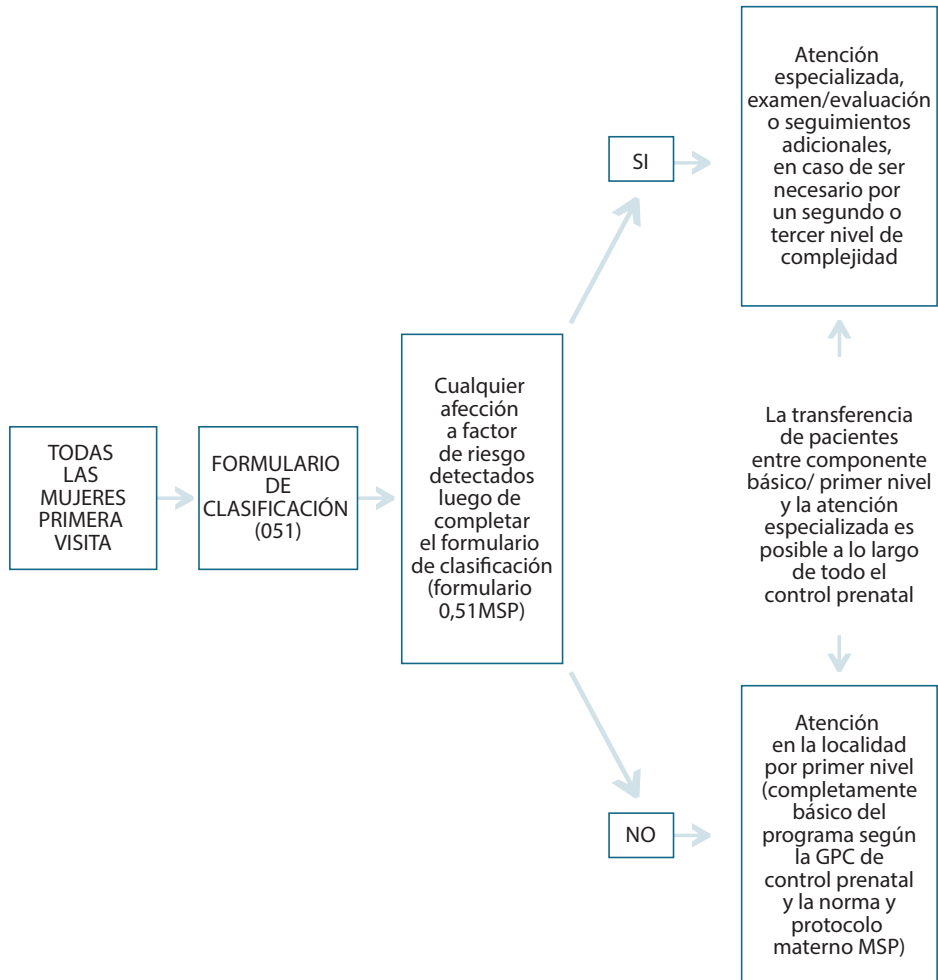 TODAS
LAS
MUJERES
PRIMERA
VISITA
FORMULARIO
DE
CLASIFICACIÓN
(051)
Cualquier
afección
a factor
de riesgo
detectados
luego de
completar
el formulario
de clasificación
(formulario
0,51MSP)
SI
Atención
especializada,
examen/evaluación
o seguimientos
adicionales,
en caso de ser
necesario por
un segundo o
tercer nivel de
complejidad
La transferencia
de pacientes
entre componente
básico/ primer nivel
y la atención
especializada es
posible a lo largo
de todo el
control prenatal
NO
Atención
en la localidad
por primer nivel
(completamente
básico del
programa según
la GPC de
control prenatal
y la norma y
protocolo
materno MSP)